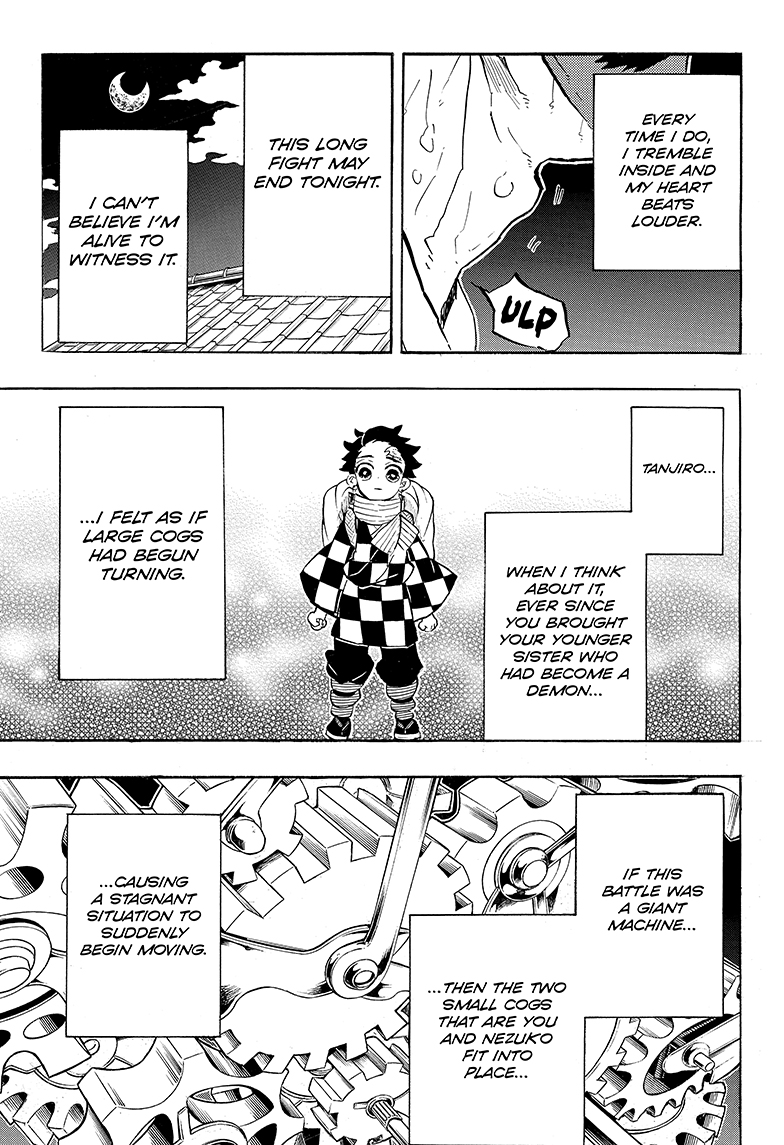 EVERY
TIME I DO,
I TREMBLE
INSIDE AND
MY HEART
BEATS
LOUDER.
ULP
THIS LONG
FIGHT MAY
END TONIGHT.
I CAN'T
BELIEVE I'M
ALIVE TO
WITNESS IT.
TANJIRO...
WHEN I THINK
ABOUT IT,
EVER SINCE
YOU BROUGHT
YOUR YOUNGER
SISTER WHO
HAD BECOME A
DEMON...
...I FELT AS IF
LARGE COGS
HAD BEGUN
TURNING.
IF THIS
BATTLE WAS
A GIANT
MACHINE...
...THEN THE TWO
SMALL COGS
THAT ARE YOU
AND NEZUKO
FIT INTO
PLACE...
...CAUSING
A STAGNANT
SITUATION TO
SUDDENLY
BEGIN MOVING.